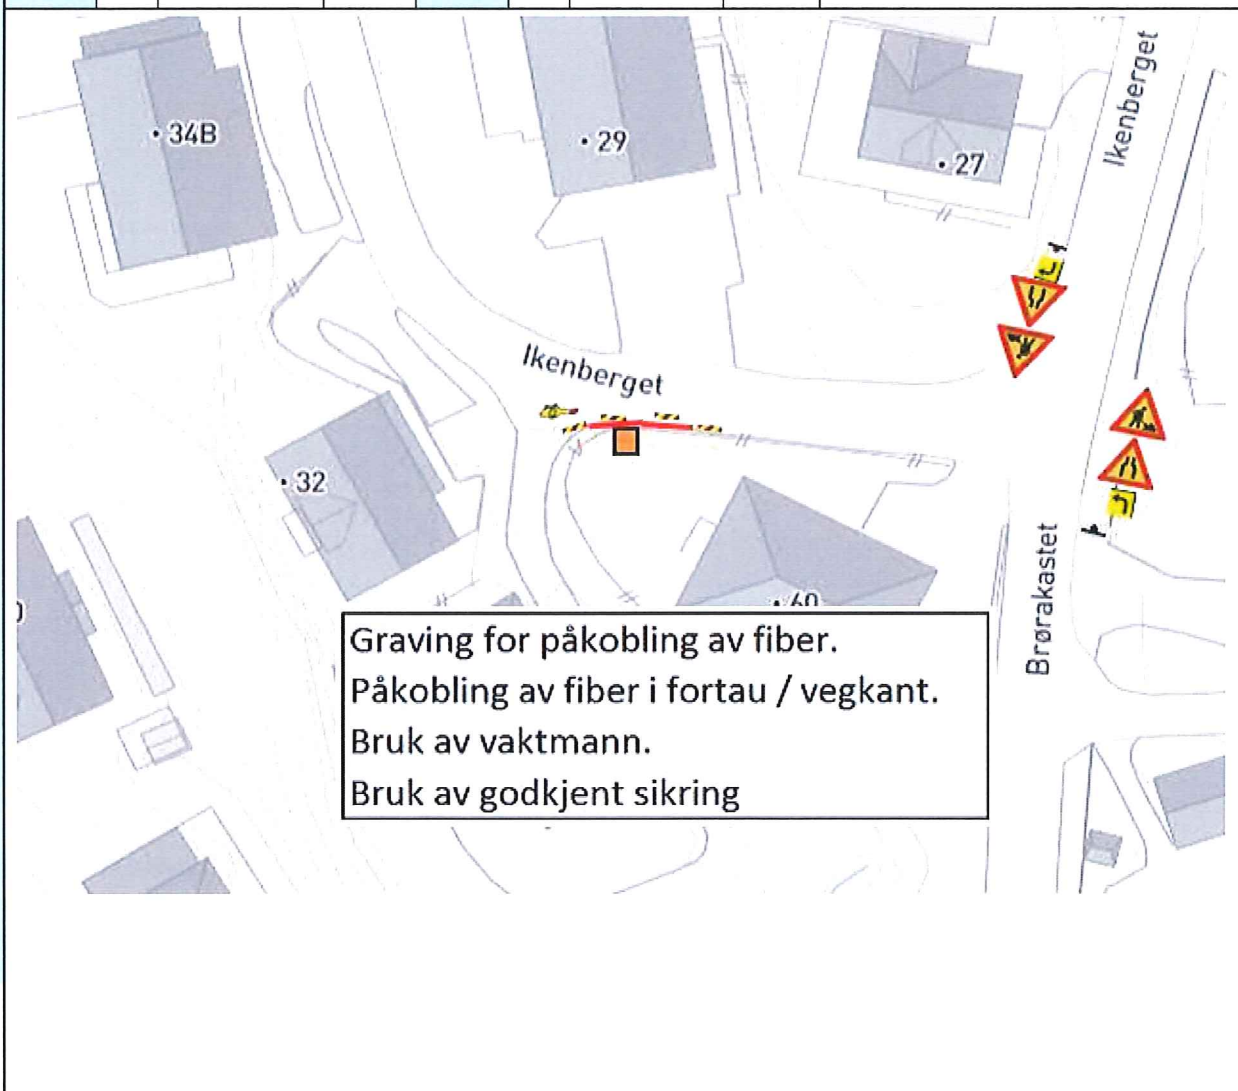 Ikenberget
34B
29
27
Ikenberget
32
60
Brørakastet
Graving for påkobling av fiber.
Påkobling av fiber i fortau / vegkant.
Bruk av vaktmann.
Bruk av godkjent sikring